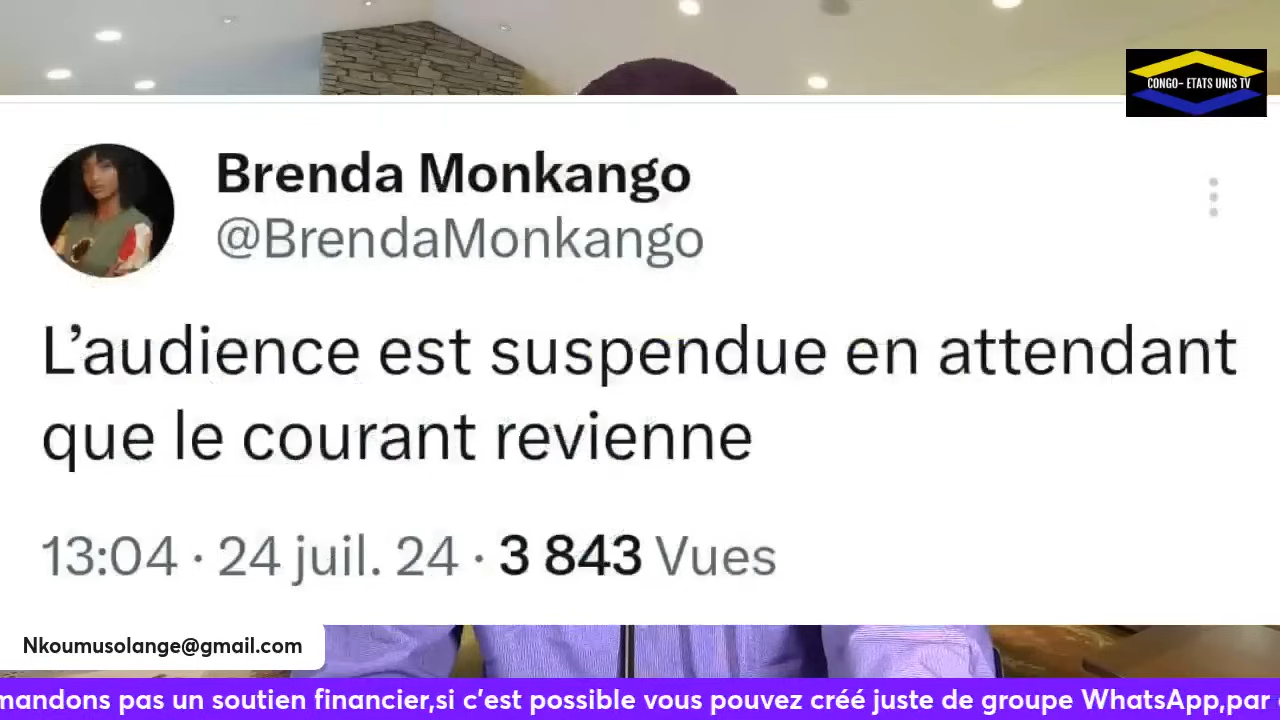 CONGO- ETATS UNIS TV
Brenda Monkango
@BrendaMonkango
L’audience est suspendue en attendant
que le courant revienne
13:04 · 24 juil. 24 · 3 843 Vues
Nkoumusolange@gmail.com
mandons pas un soutien financier,si c’est possible vous pouvez créé juste de groupe WhatsApp,par